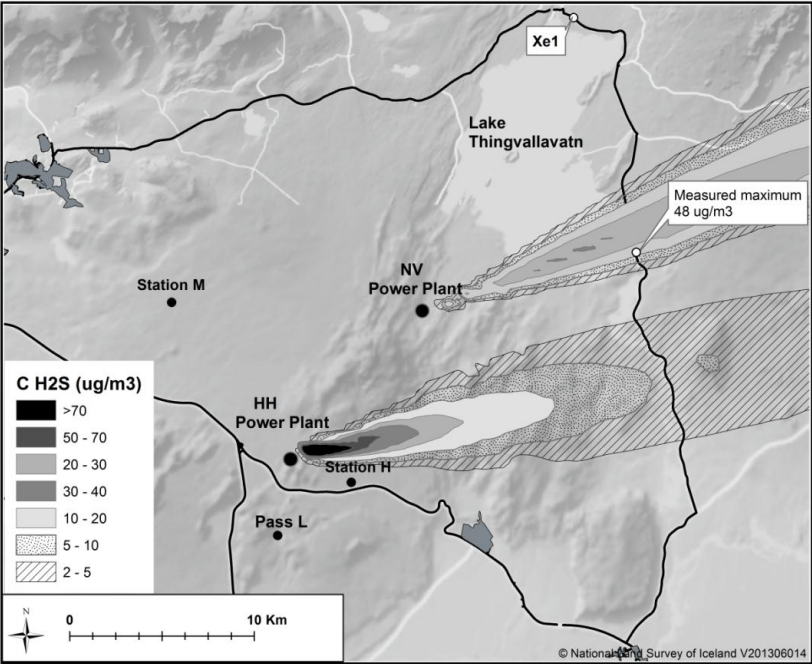 Xe1
Lake
Thingvallavatn
Measured maximum
48 ug/m3
NV
Power Plant
Station M
C H2S (ug/m3)
>70
50 - 70
20 - 30
30 - 40
10 - 20
5 - 10
2 - 5
HH
Power Plant
Station H
Pass L
N
0
10 Km
© National Land Survey of Iceland V201306014